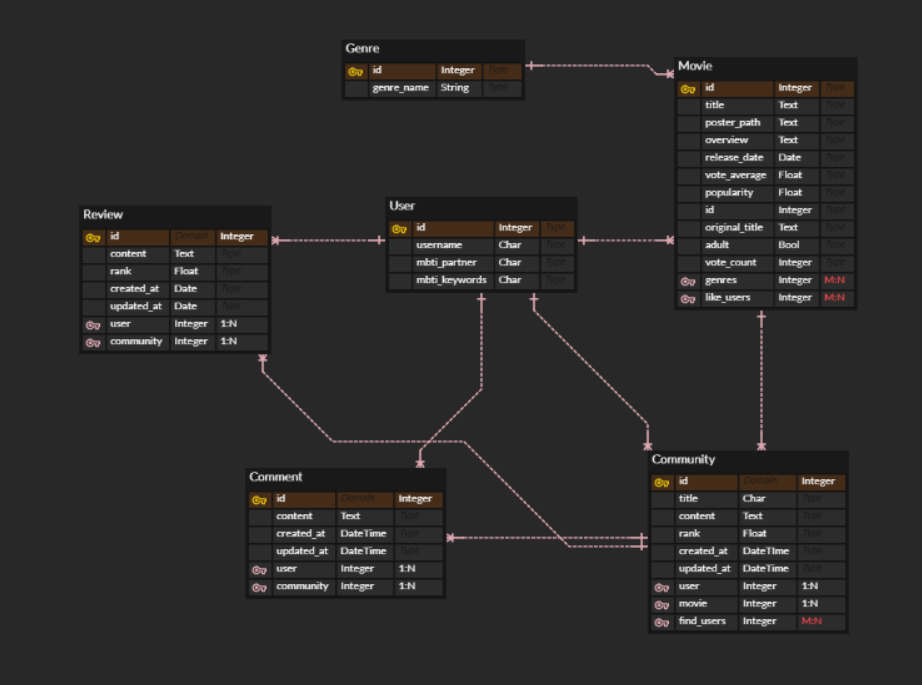 Genre
id Integer Type
genre_name String Type
Movie
id Integer Type
title Text Type
poster_path Text Type
overview Text Type
release_date Date Type
vote_average Float Type
popularity Float Type
id Integer Type
original_title Text Type
adult Bool Type
vote_count Integer Type
genres Integer M:N
like_users Integer M:N
User
id Integer Type
username Char Type
mbti_partner Char Type
mbti_keywords Char Type
Review
id Domain Integer
content Text Type
rank Float Type
created_at Date Type
updated_at Date Type
user Integer 1:N
community Integer 1:N
Comment
id Domain Integer
content Text Type
created_at DateTime Type
updated_at DateTime Type
user Integer 1:N
community Integer 1:N
Community
id Domain Integer
title Char Type
content Text Type
rank Float Type
created_at DateTIme Type
updated_at DateTime Type
user Integer 1:N
movie Integer 1:N
find_users Integer M:N